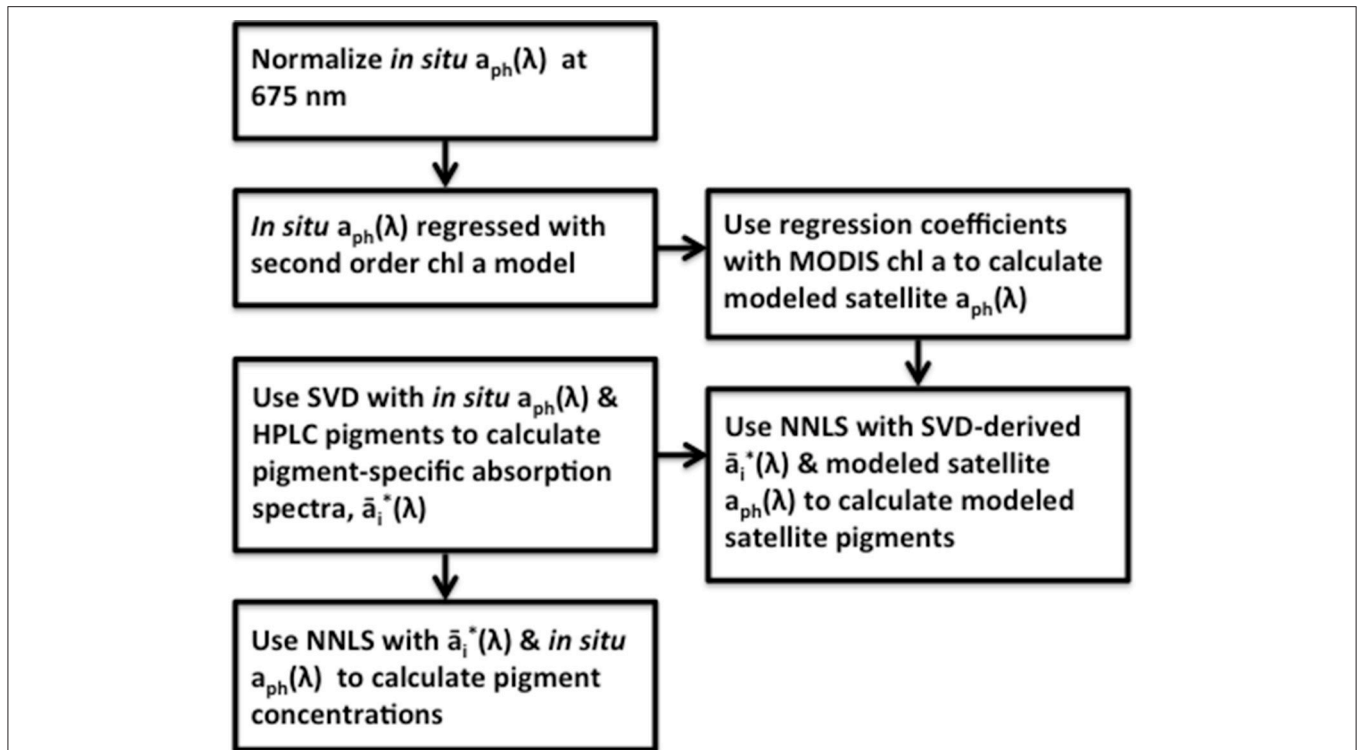 Normalize in situ aph(λ) at
675 nm
In situ aph(λ) regressed with
second order chl a model
Use regression coefficients
with MODIS chl a to calculate
modeled satellite aph(λ)
Use SVD with in situ aph(λ) &
HPLC pigments to calculate
pigment-specific absorption
spectra, āi*(λ)
Use NNLS with SVD-derived
āi*(λ) & modeled satellite
aph(λ) to calculate modeled
satellite pigments
Use NNLS with āi*(λ) & in situ
aph(λ) to calculate pigment
concentrations